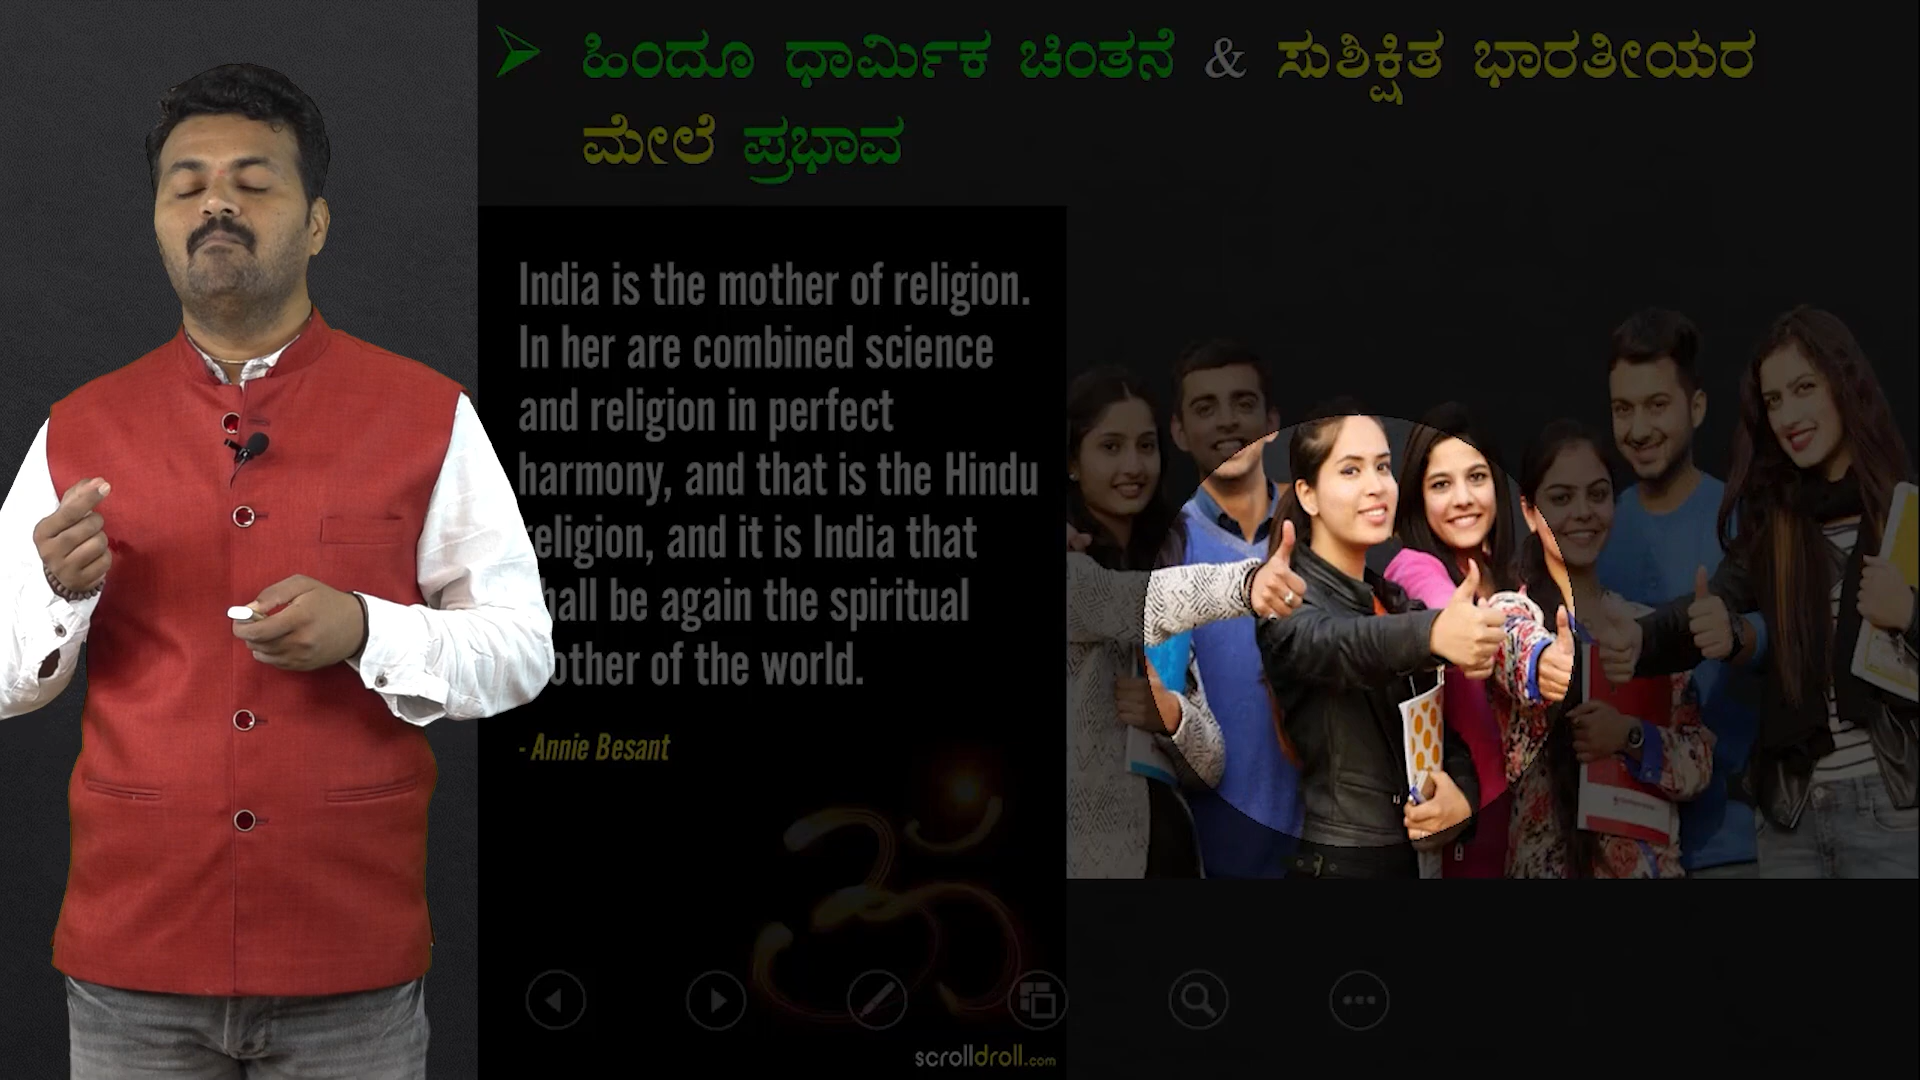 ಹಿಂದೂ ಧಾರ್ಮಿಕ ಚಿಂತನೆ & ಸುಶಿಕ್ಷಿತ ಭಾರತೀಯರ
ಮೇಲೆ ಪ್ರಭಾವ
India is the mother of religion.
In her are combined science
and religion in perfect
harmony, and that is the Hindu
eligion, and it is India that
hall be again the spiritual
other of the world.
- Annie Besant
scrolldroll.com